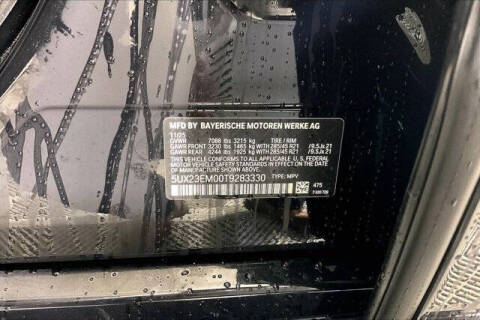 MFD BY BAYERISCHE MOTOREN WERKE AG
11/25
GVWR 7088 lbs 3215 kg TIRE / RIM
GAWR FRONT 3230 lbs 1465 kg WITH 285/45 R21 /9.5Jx21
GAWR REAR 4244 lbs 1925 kg WITH 285/45 R21 /9.5Jx21
THIS VEHICLE CONFORMS TO ALL APPLICABLE U. S. FEDERAL
MOTOR VEHICLE SAFETY STANDARDS IN EFFECT ON THE DATE OF
MANUFACTURE SHOWN ABOVE.
5UX23EM00T9283330 TYPE: MPV
475